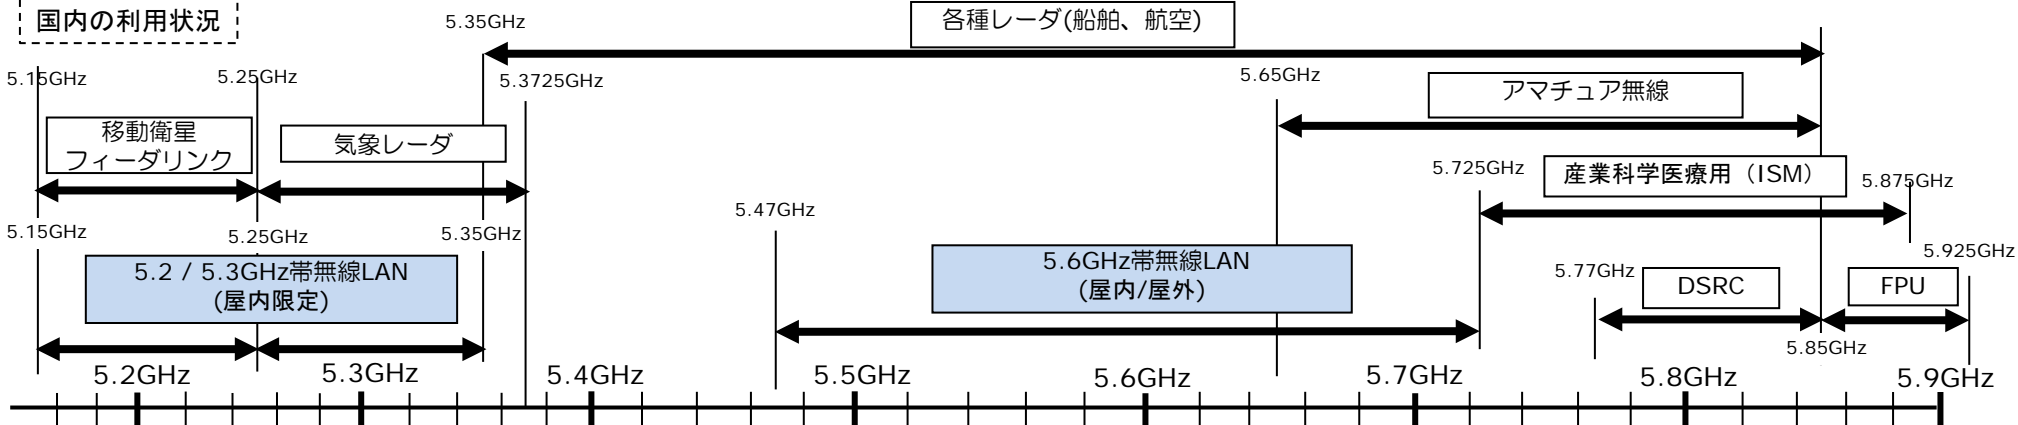 国内の利用状況
5.35GHz
各種レーダ(船舶、航空)
5.15GHz
5.25GHz
5.3725GHz
5.65GHz
アマチュア無線
移動衛星
フィーダリンク
気象レーダ
5.725GHz
産業科学医療用（ISM）
5.875GHz
5.47GHz
5.15GHz
5.25GHz
5.35GHz
5.925GHz
5.2 / 5.3GHz帯無線LAN
(屋内限定)
5.6GHz帯無線LAN
(屋内/屋外)
5.77GHz
DSRC
FPU
5.85GHz
5.2GHz
5.3GHz
5.4GHz
5.5GHz
5.6GHz
5.7GHz
5.8GHz
5.9GHz